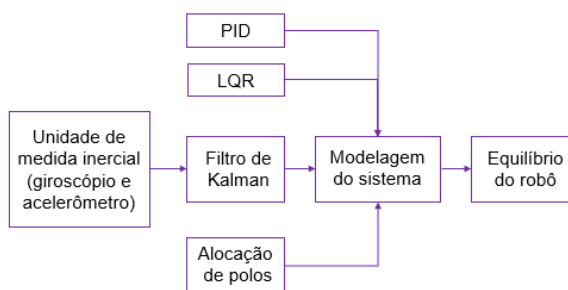 PID
LQR
Unidade de
medida inercial
(giroscópio e
acelerômetro)
Filtro de
Kalman
Modelagem
do sistema
Equilíbrio
do robô
Alocação
de polos